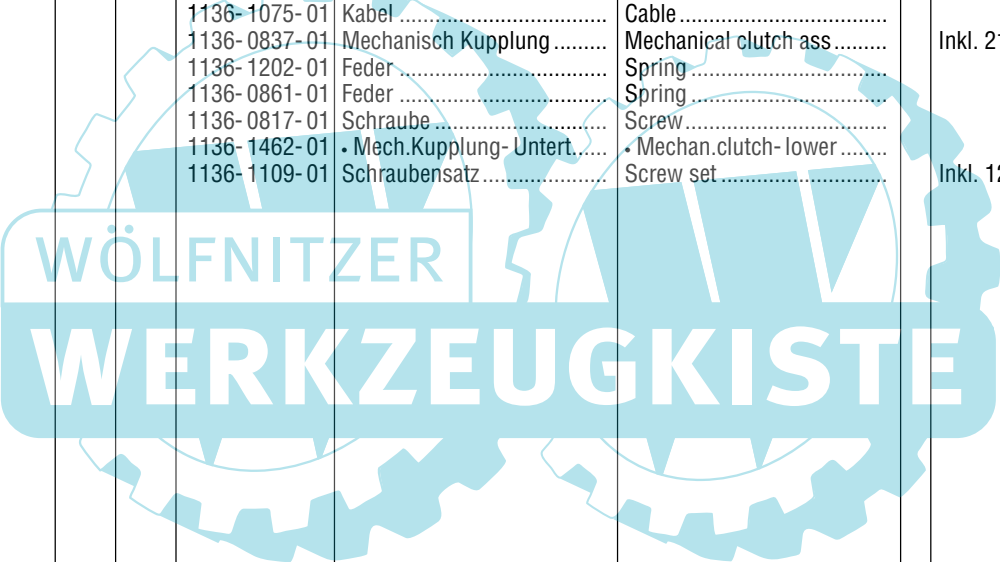 1136-1075-01 Kabel ................................ Cable ................................
1136-0837-01 Mechanisch Kupplung ......... Mechanical clutch ass ......... Inkl. 21
1136-1202-01 Feder ................................ Spring ................................
1136-0861-01 Feder ................................ Spring ................................
1136-0817-01 Schraube ........................... Screw ................................
1136-1462-01 • Mech.Kupplung- Untert...... • Mechan.clutch- lower ........
1136-1109-01 Schraubensatz .................... Screw set ........................... Inkl. 12
WÖLFNITZER
WERKZEUGKISTE